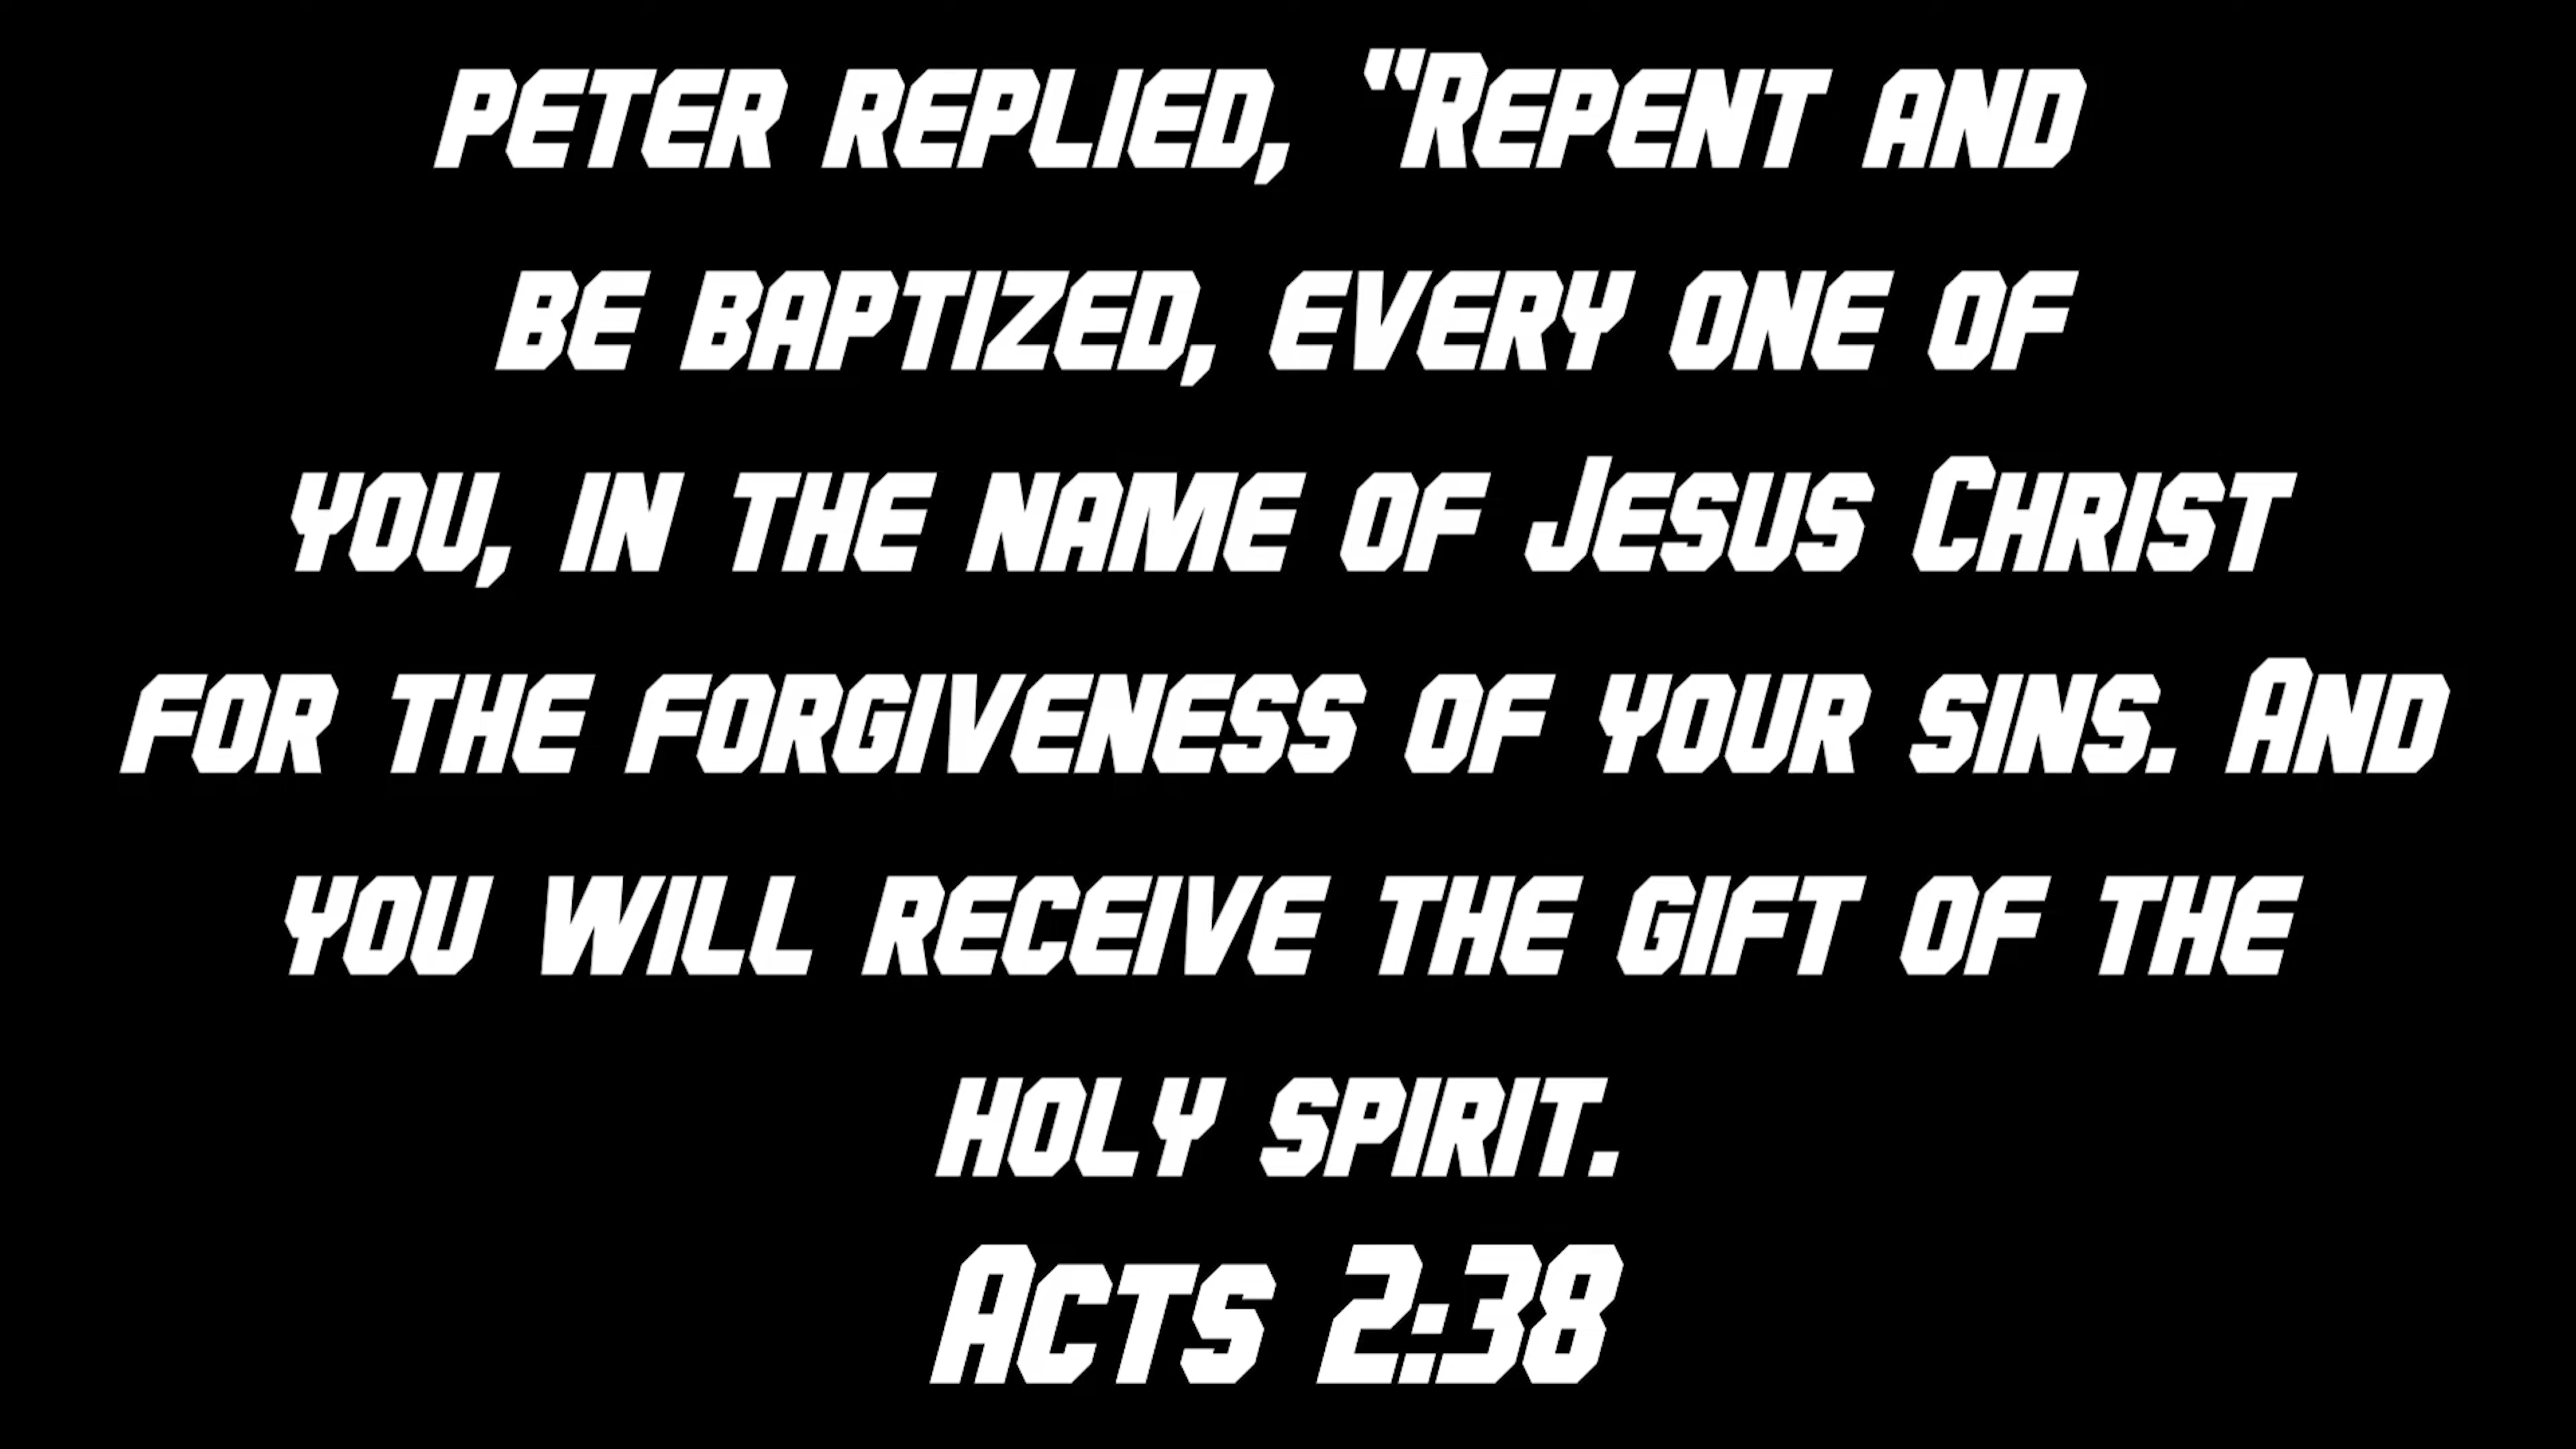 Peter replied, “Repent and
be baptized, every one of
you, in the name of Jesus Christ
for the forgiveness of your sins. And
you will receive the gift of the
holy spirit.
Acts 2:38